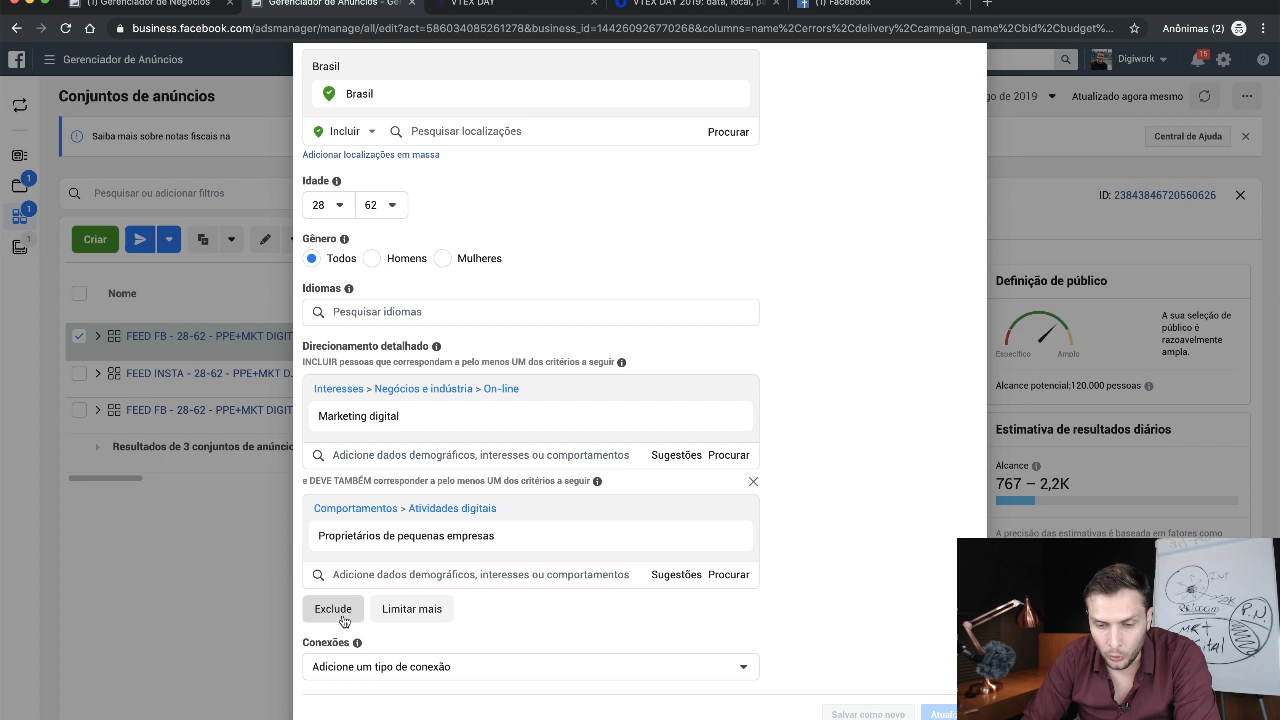 (1) Gerenciador de Negócios
Gerenciador de Anúncios - Ger
VTEX DAY
VTEX DAY 2019: data, local, pa
(1) Facebook
business.facebook.com/adsmanager/manage/all/edit?act=586034085261278&business_id=144260926770268&columns=name%2Cerrors%2Cdelivery%2Ccampaign_name%2Cbid%2Cbudget%...
Anônimas (2)
Gerenciador de Anúncios
Digiwork
15
Conjuntos de anúncios
go de 2019
Atualizado agora mesmo
Saiba mais sobre notas fiscais na
Central de Ajuda
Pesquisar ou adicionar filtros
1
1
1
ID: 23843846720560626
Criar
Nome
FEED FB - 28-62 - PPE+MKT DIGIT
FEED INSTA - 28-62 - PPE+MKT D
FEED FB - 28-62 - PPE+MKT DIGIT
Resultados de 3 conjuntos de anúncio
Brasil
Brasil
Incluir
Pesquisar localizações
Procurar
Adicionar localizações em massa
Idade
28
62
Gênero
Todos
Homens
Mulheres
Idiomas
Pesquisar idiomas
Direcionamento detalhado
INCLUIR pessoas que correspondam a pelo menos UM dos critérios a seguir
Interesses > Negócios e indústria > On-line
Marketing digital
Adicione dados demográficos, interesses ou comportamentos
Sugestões
Procurar
e DEVE TAMBÉM corresponder a pelo menos UM dos critérios a seguir
Comportamentos > Atividades digitais
Proprietários de pequenas empresas
Adicione dados demográficos, interesses ou comportamentos
Sugestões
Procurar
Exclude
Limitar mais
Conexões
Adicione um tipo de conexão
Salvar como novo
Atuali
Definição de público
Específico
Amplo
A sua seleção de
público é
razoavelmente
ampla.
Alcance potencial:120.000 pessoas
Estimativa de resultados diários
Alcance
767 – 2,2K
A precisão das estimativas é baseada em fatores como
P.N
MKT